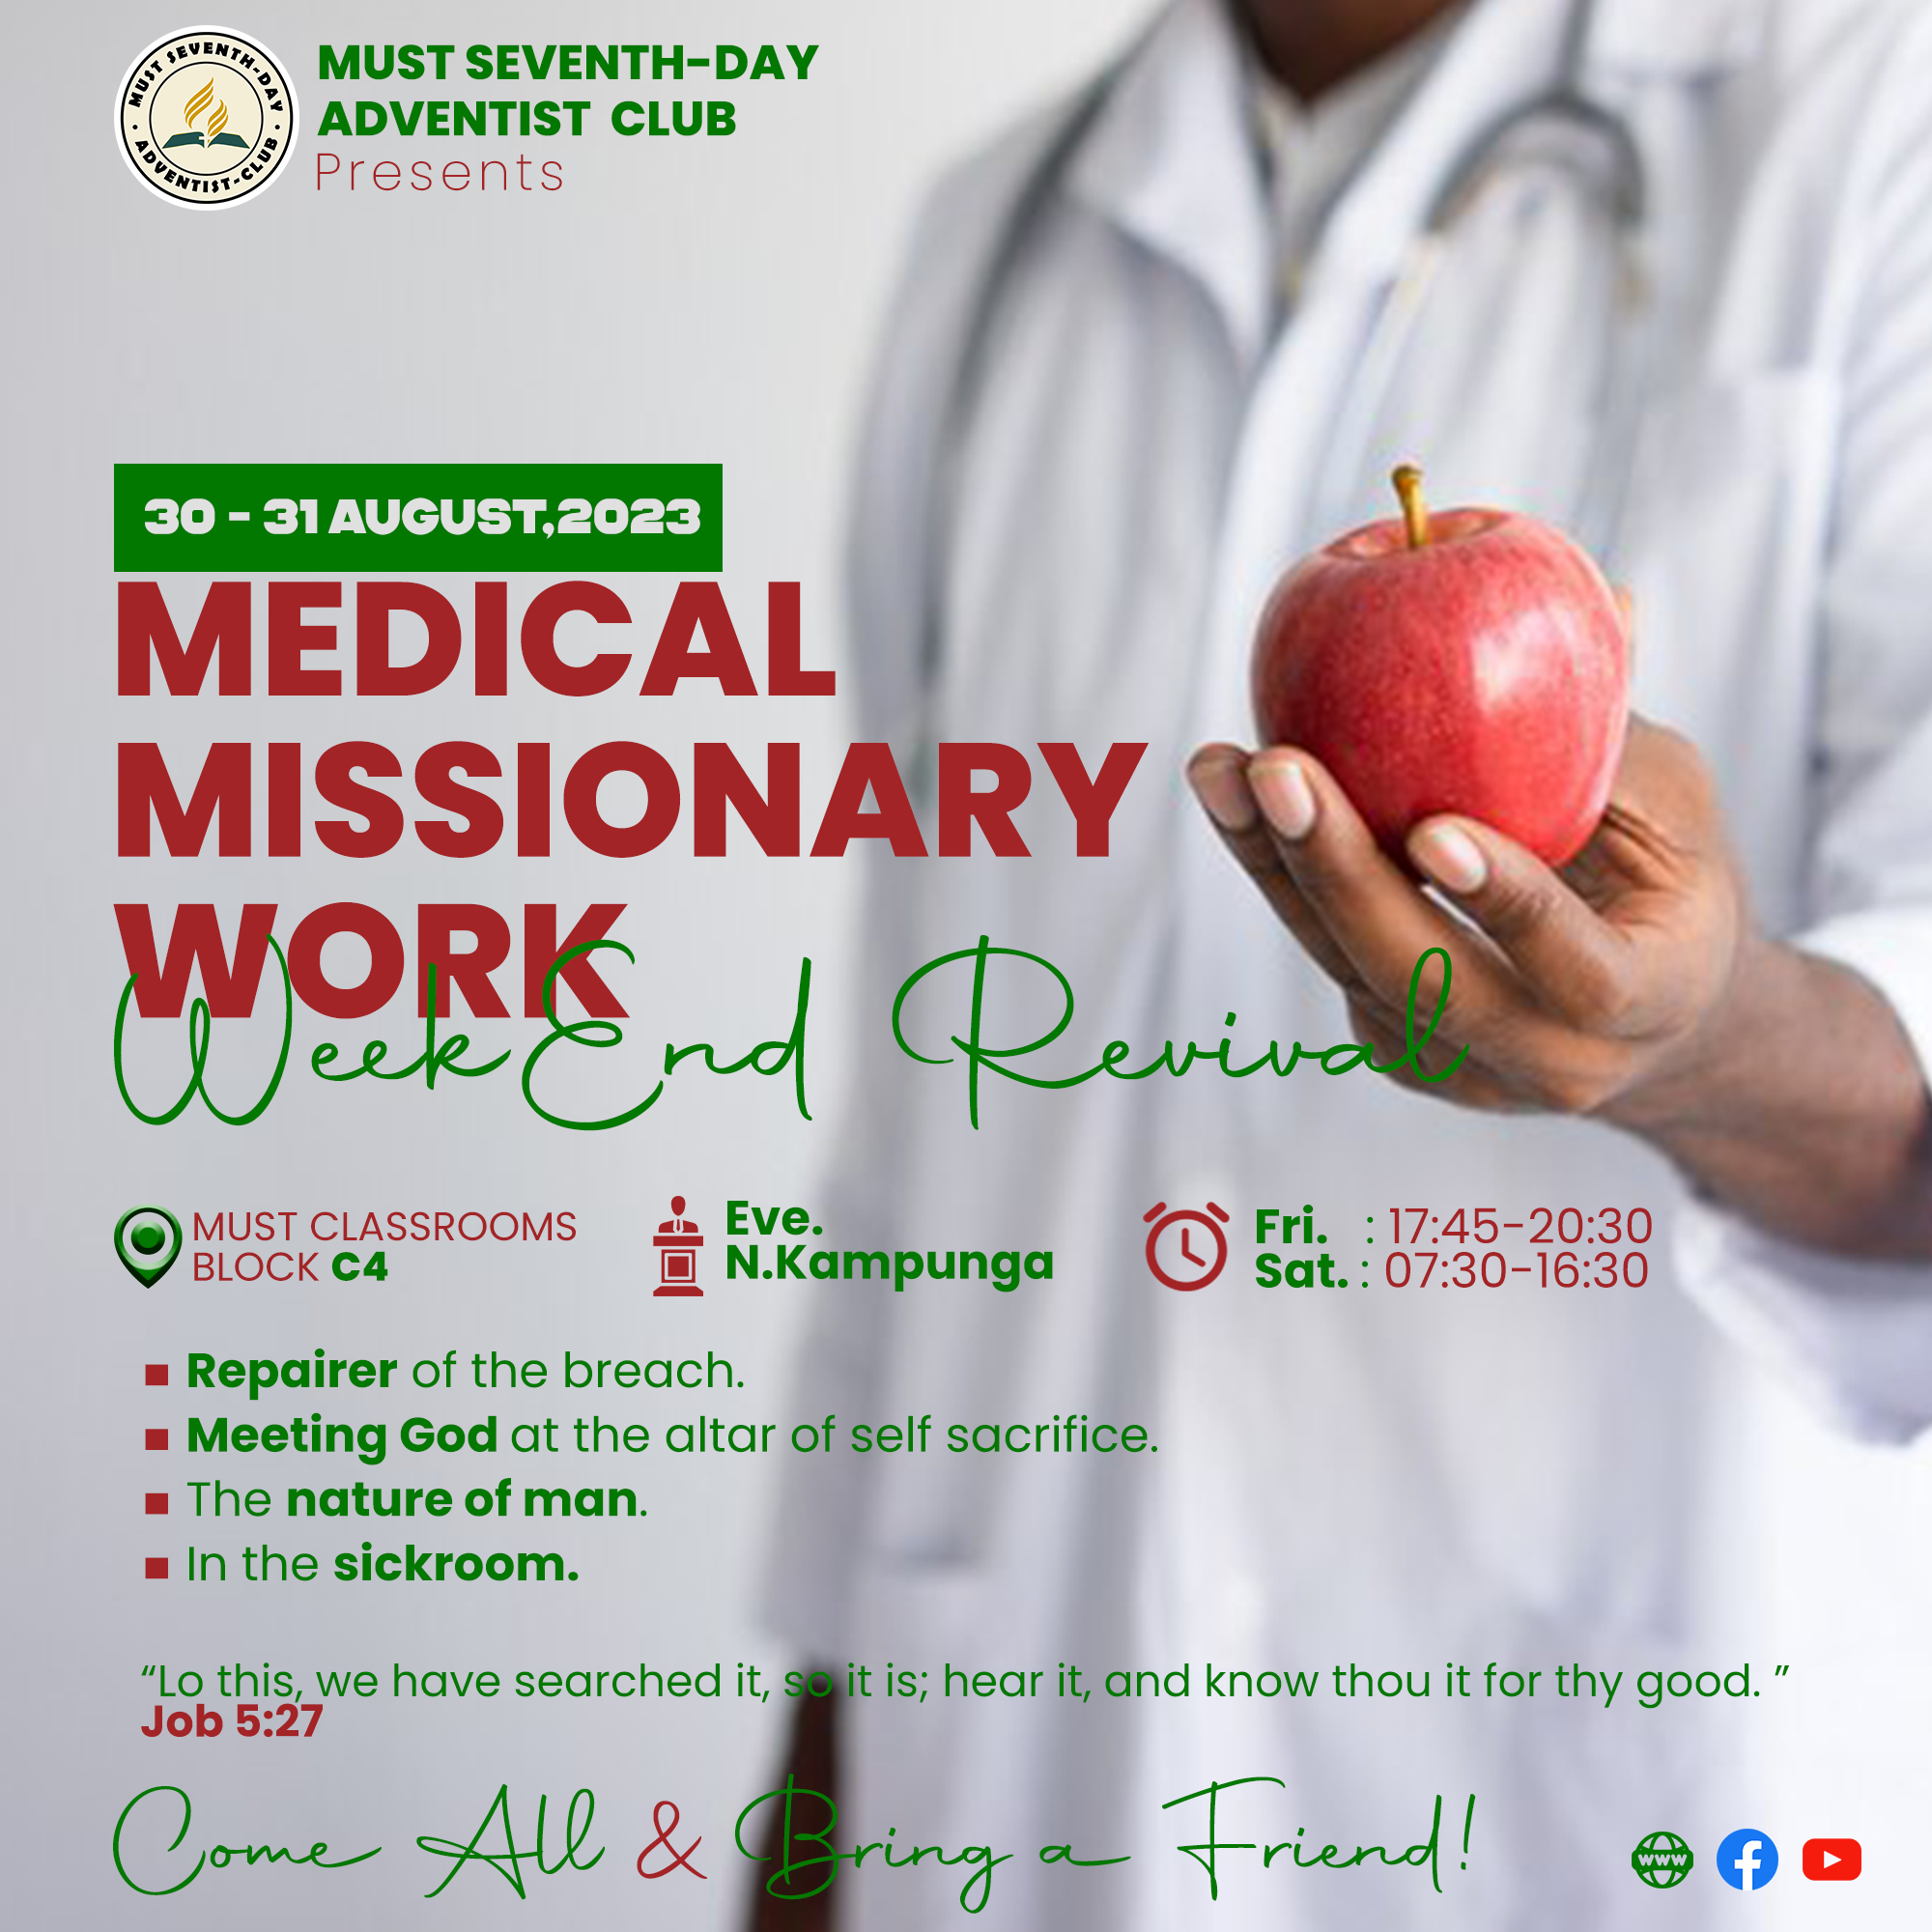 MUST SEVENTH-DAY
ADVENTIST-CLUB
MUST SEVENTH-DAY
ADVENTIST CLUB
Presents
30 - 31 AUGUST,2023
MEDICAL
MISSIONARY
WORK
WeekEnd Revival
MUST CLASSROOMS
BLOCK C4
Eve.
N.Kampunga
Fri. : 17:45-20:30
Sat. : 07:30-16:30
Repairer of the breach.
Meeting God at the altar of self sacrifice.
The nature of man.
In the sickroom.
“Lo this, we have searched it, so it is; hear it, and know thou it for thy good. ”
Job 5:27
Come All & Bring a Friend!
www